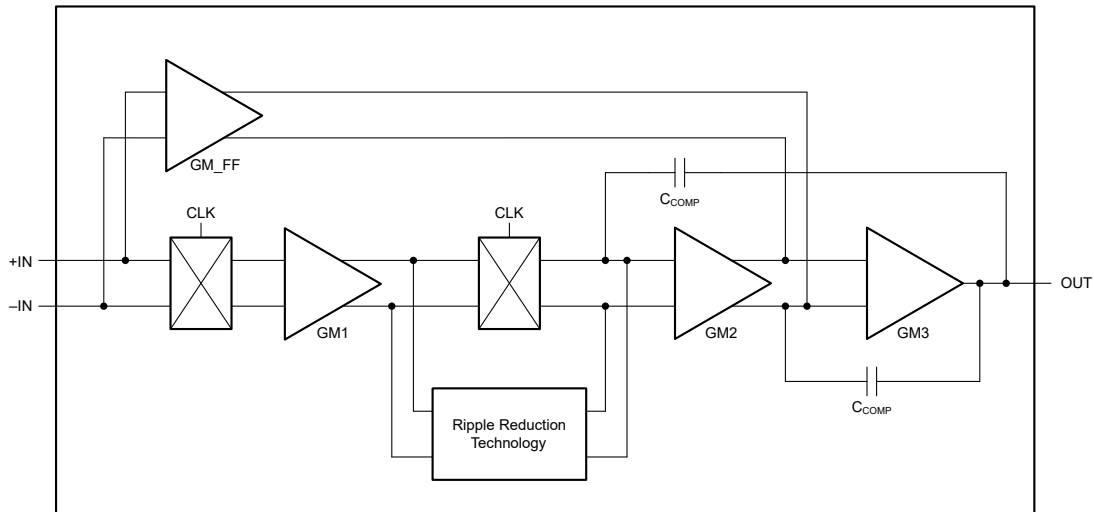 GM_FF
CLK
CLK
C_COMP
+IN
–IN
OUT
GM1
GM2
GM3
C_COMP
Ripple Reduction
Technology